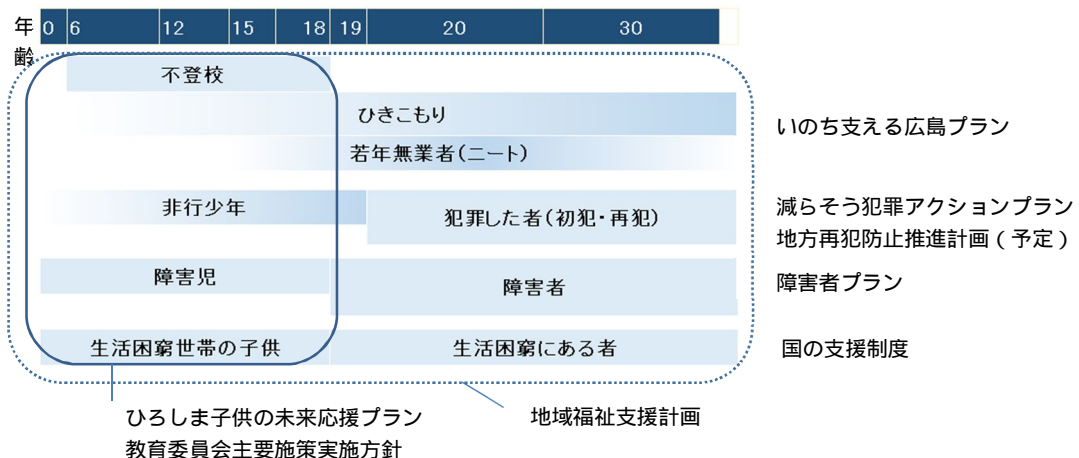 年齢
0 6 12 15 18 19 20 30
不登校
ひきこもり
いのち支える広島プラン
若年無業者(ニート)
非行少年
犯罪した者(初犯・再犯)
減らそう犯罪アクションプラン
地方再犯防止推進計画(予定)
障害児
障害者
障害者プラン
生活困窮世帯の子供
生活困窮にある者
国の支援制度
ひろしま子供の未来応援プラン
教育委員会主要施策実施方針
地域福祉支援計画